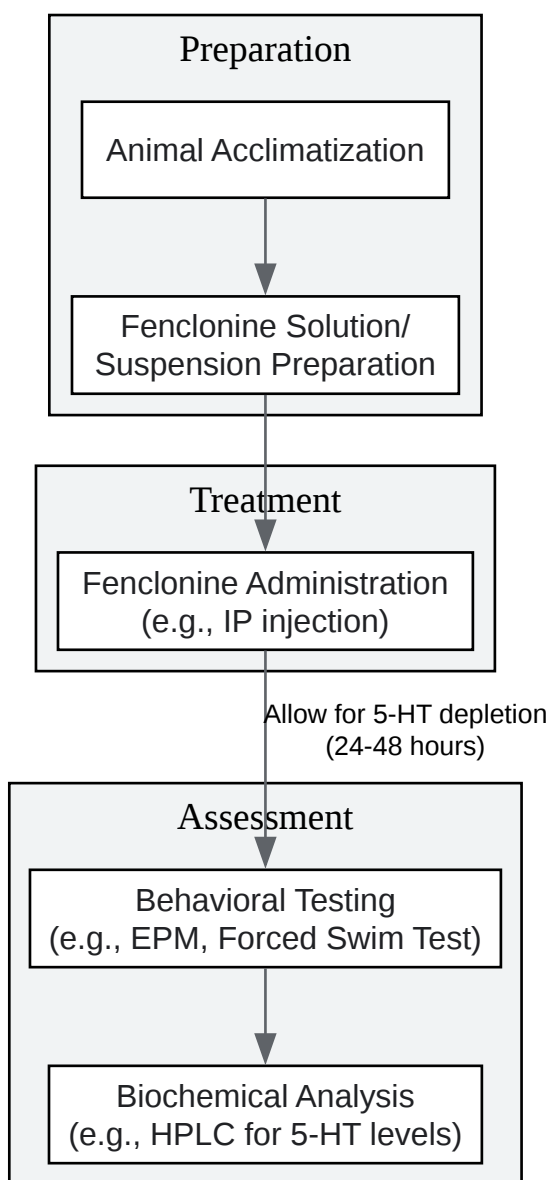 Preparation
Animal Acclimatization
Fenclonine Solution/
Suspension Preparation
Treatment
Fenclonine Administration
(e.g., IP injection)
Allow for 5-HT depletion
(24-48 hours)
Assessment
Behavioral Testing
(e.g., EPM, Forced Swim Test)
Biochemical Analysis
(e.g., HPLC for 5-HT levels)